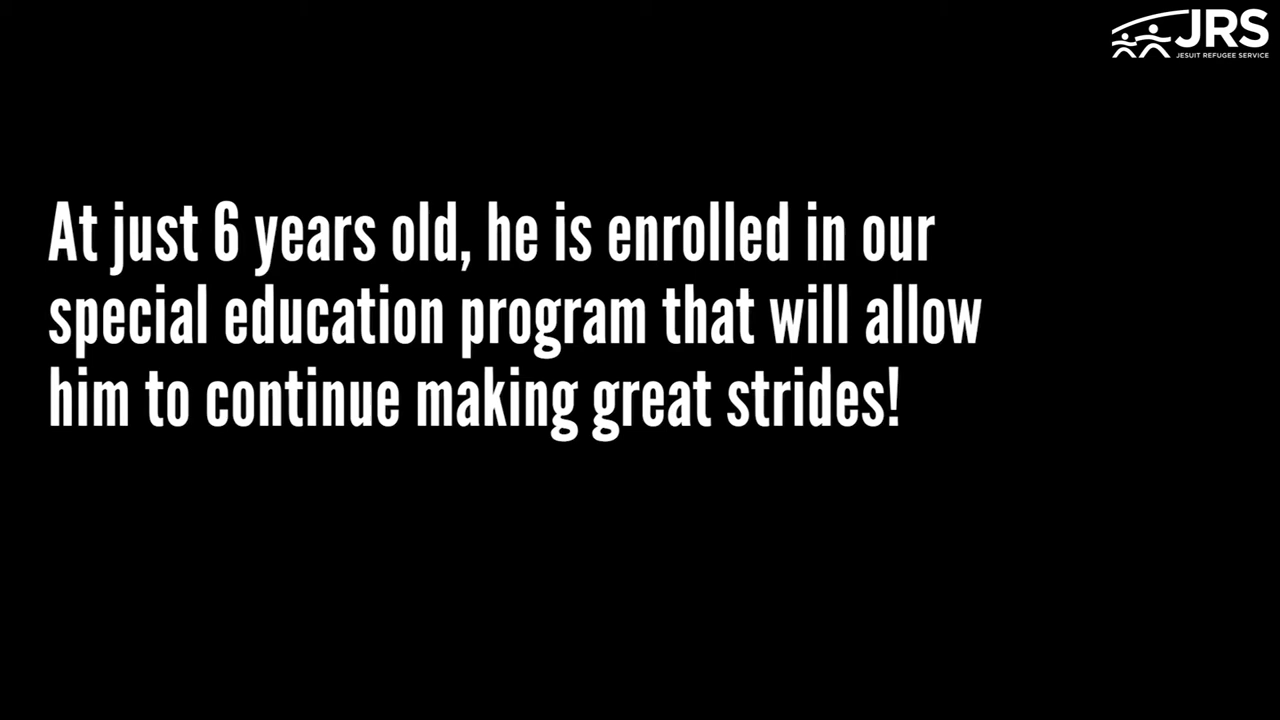 JRS
JESUIT REFUGEE SERVICE
At just 6 years old, he is enrolled in our
special education program that will allow
him to continue making great strides!